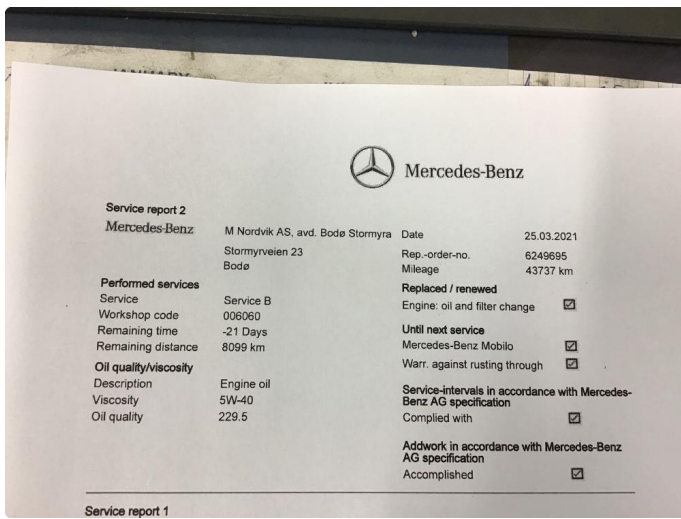 JANUARY
Mercedes-Benz
Service report 2
Mercedes-Benz
M Nordvik AS, avd. Bodø Stormyra
Stormyrveien 23
Bodø
Date 25.03.2021
Rep.-order-no. 6249695
Mileage 43737 km
Performed services
Service Service B
Workshop code 006060
Remaining time -21 Days
Remaining distance 8099 km
Oil quality/viscosity
Description Engine oil
Viscosity 5W-40
Oil quality 229.5
Replaced / renewed
Engine: oil and filter change ☑
Until next service
Mercedes-Benz Mobilo ☑
Warr. against rusting through ☑
Service-intervals in accordance with Mercedes-
Benz AG specification
Complied with ☑
Addwork in accordance with Mercedes-Benz
AG specification
Accomplished ☑
Service report 1